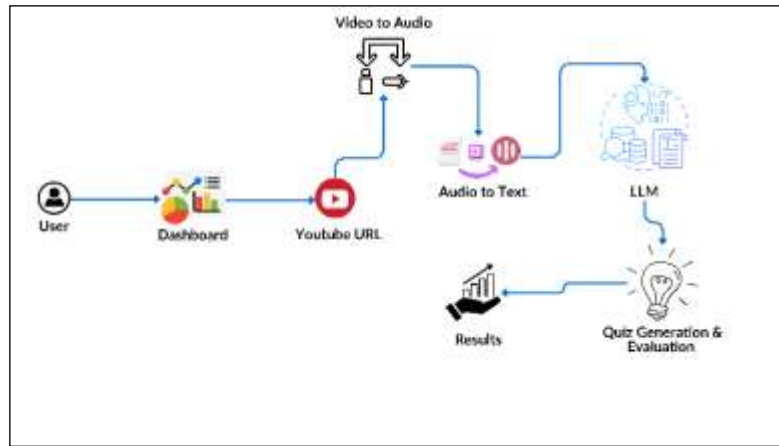 Video to Audio
Audio to Text
LLM
User
Dashboard
Youtube URL
Results
Quiz Generation &
Evaluation